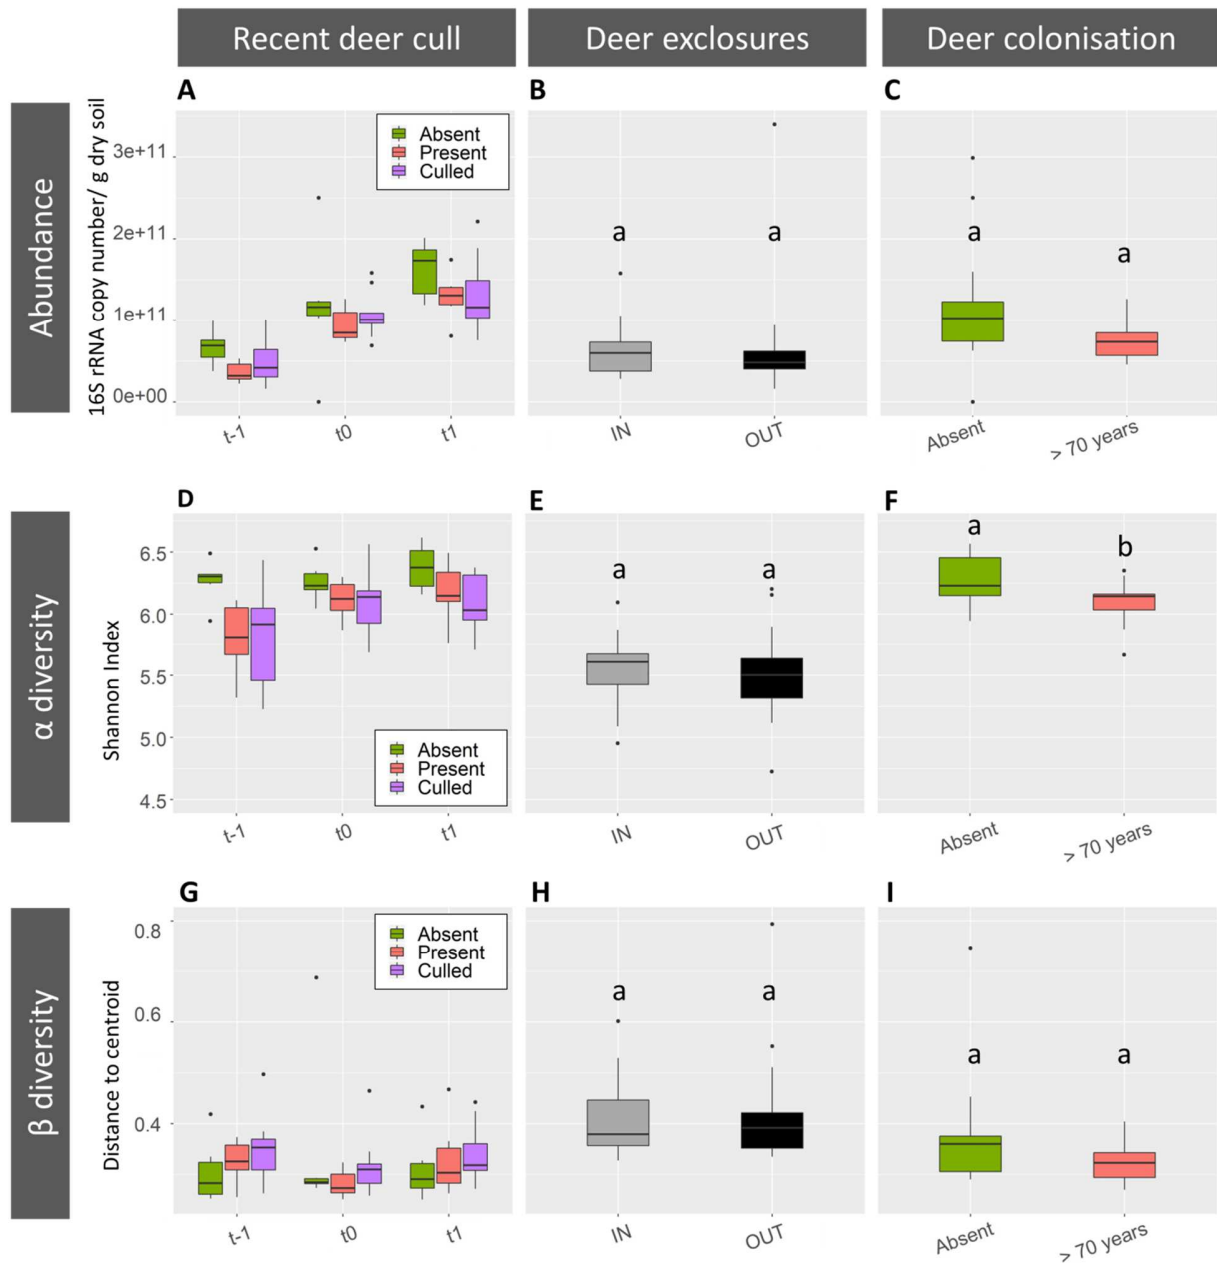 Recent deer cull
Deer exclosures
Deer colonisation
Abundance
A
B
C
16S rRNA copy number/ g dry soil
3e+11
2e+11
1e+11
0e+00
Absent
Present
Culled
a
a
a
a
t-1
t0
t1
IN
OUT
Absent
> 70 years
α diversity
D
E
F
Shannon Index
6.5
6.0
5.5
5.0
4.5
Absent
Present
Culled
a
a
a
b
t-1
t0
t1
IN
OUT
Absent
> 70 years
β diversity
G
H
I
Distance to centroid
0.8
0.6
0.4
Absent
Present
Culled
a
a
a
a
t-1
t0
t1
IN
OUT
Absent
> 70 years